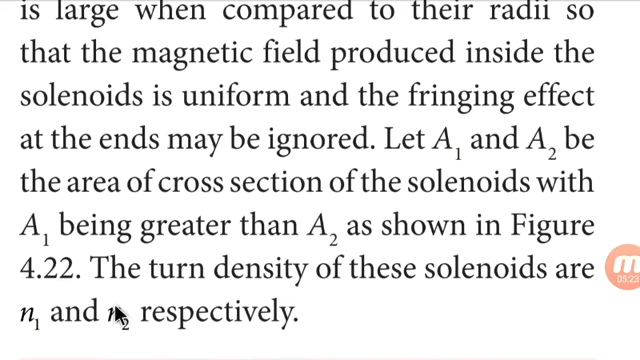 is large when compared to their radii so
that the magnetic field produced inside the
solenoids is uniform and the fringing effect
at the ends may be ignored. Let A₁ and A₂ be
the area of cross section of the solenoids with
A₁ being greater than A₂ as shown in Figure
4.22. The turn density of these solenoids are
n₁ and n₂ respectively.
05:23